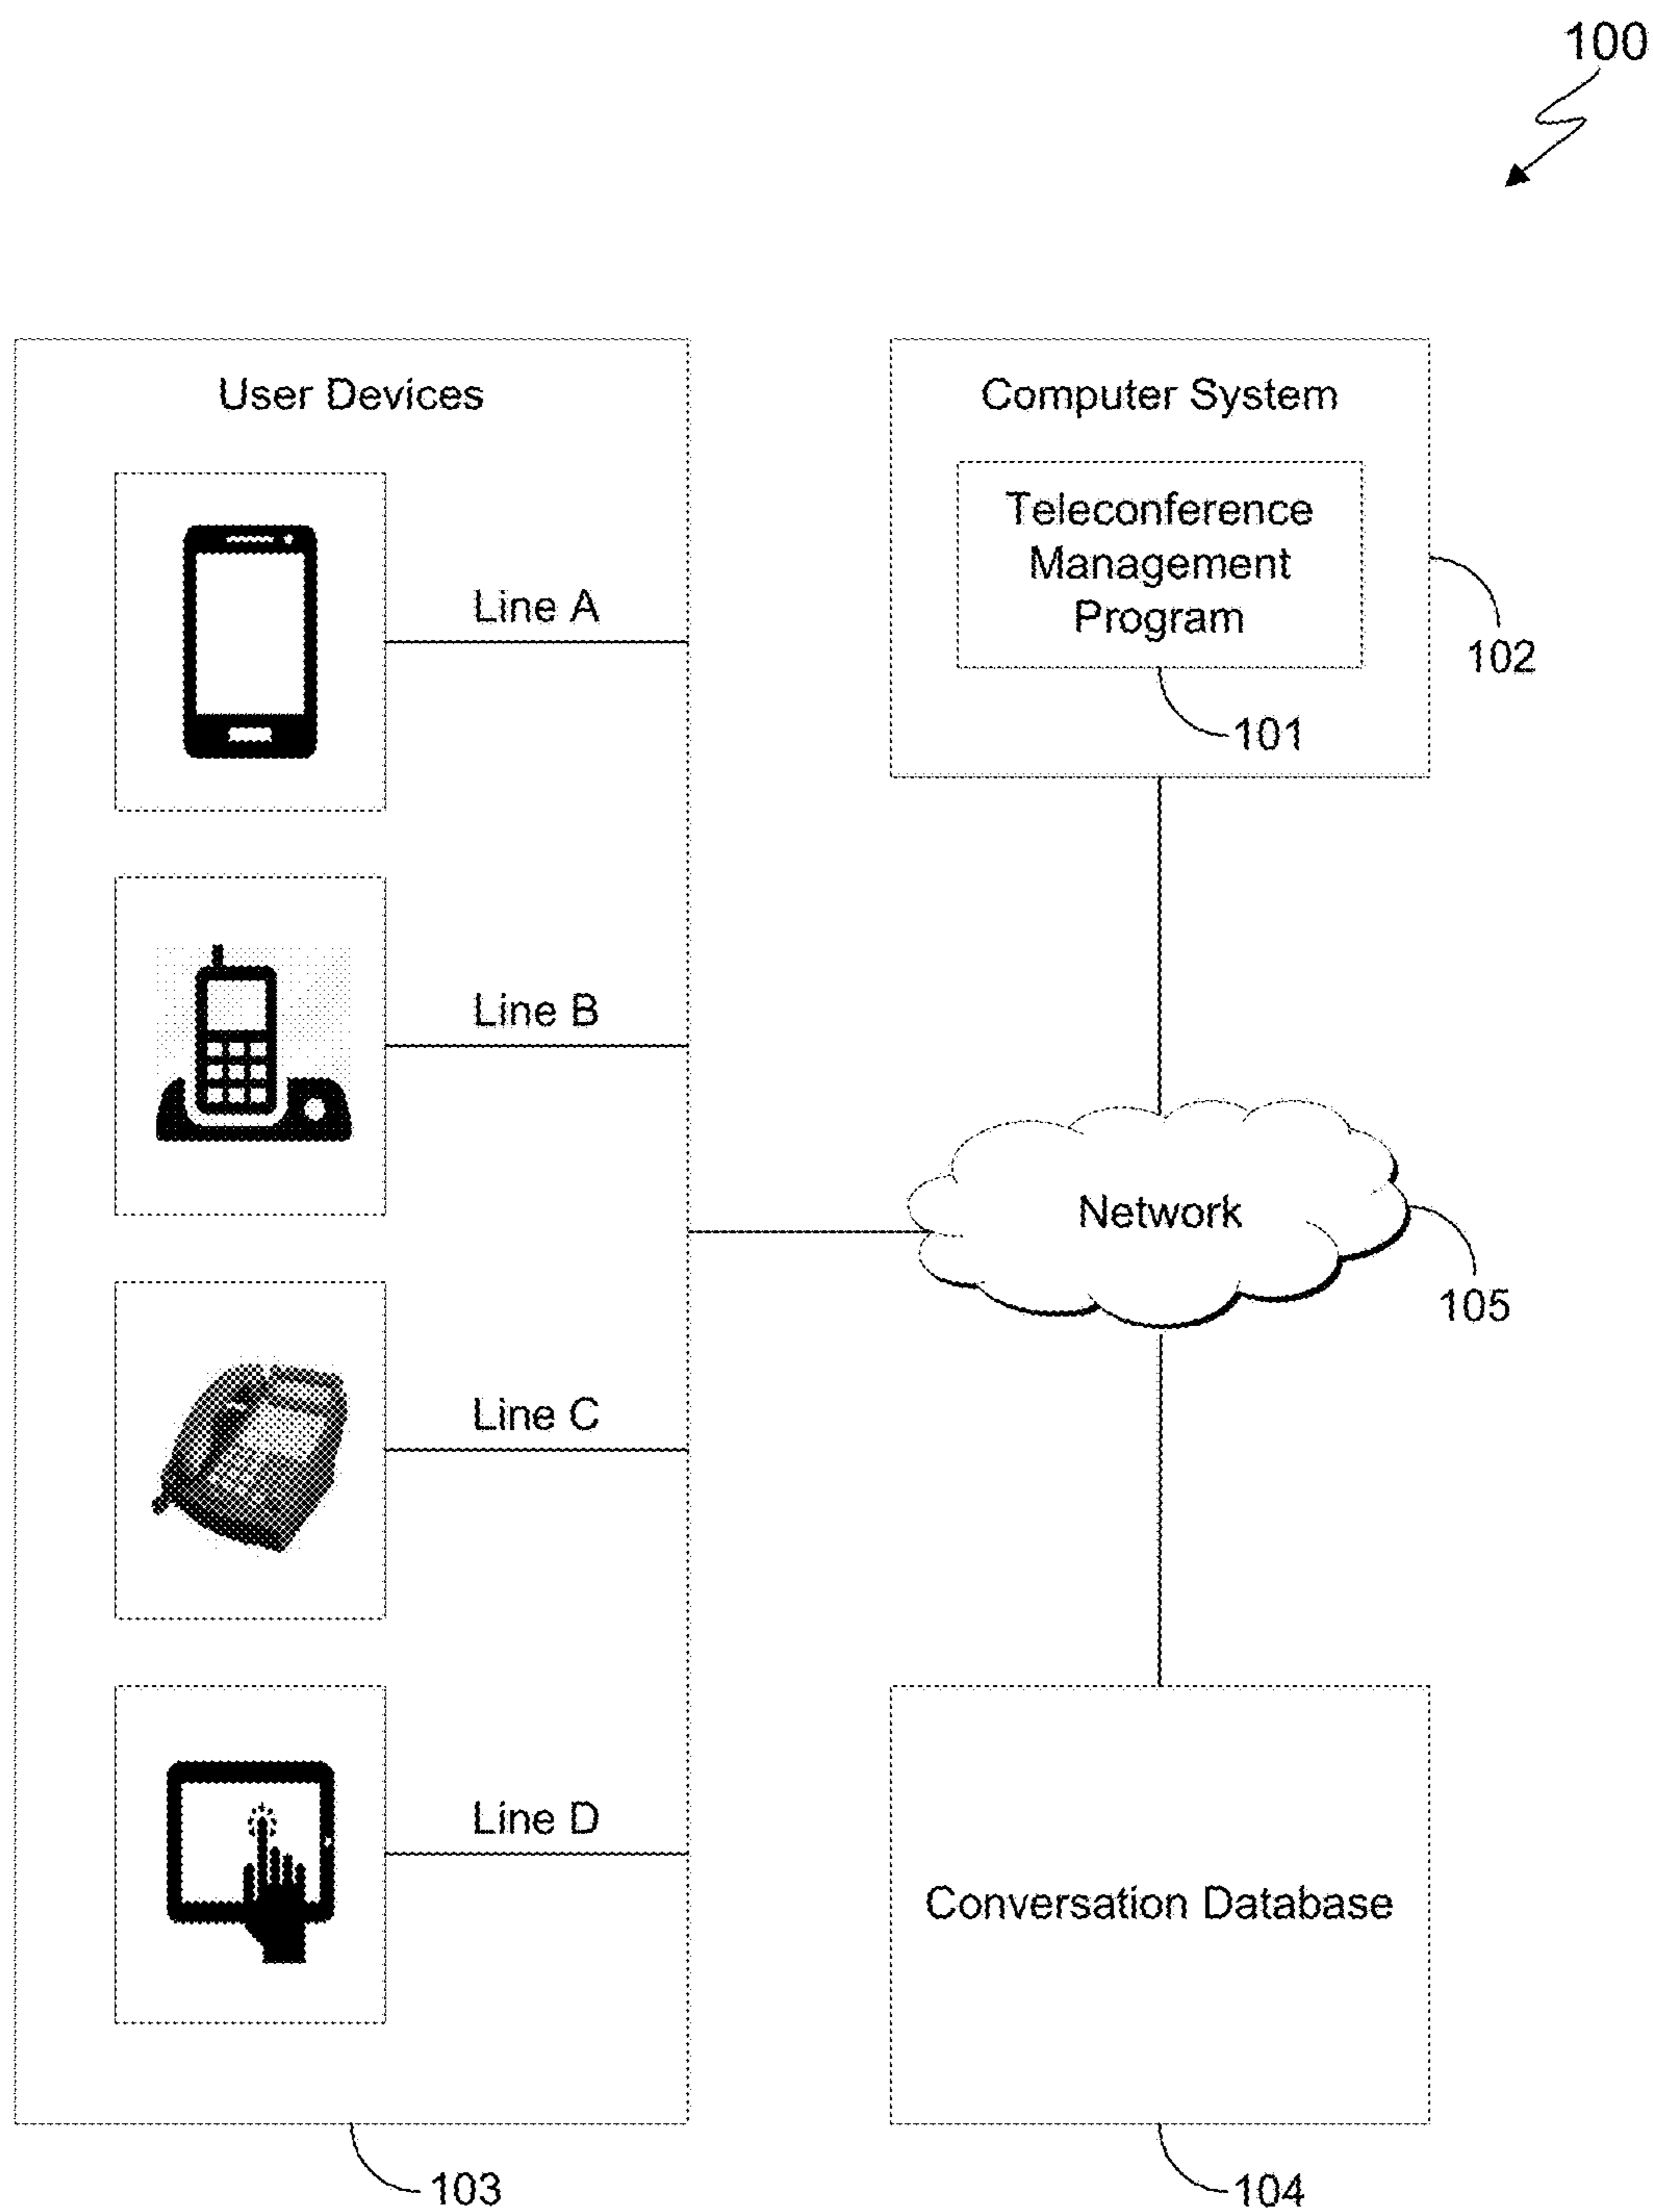 100
User Devices
Line A
Line B
Line C
Line D
103
Computer System
Teleconference
Management
Program
101
102
Network
105
Conversation Database
104